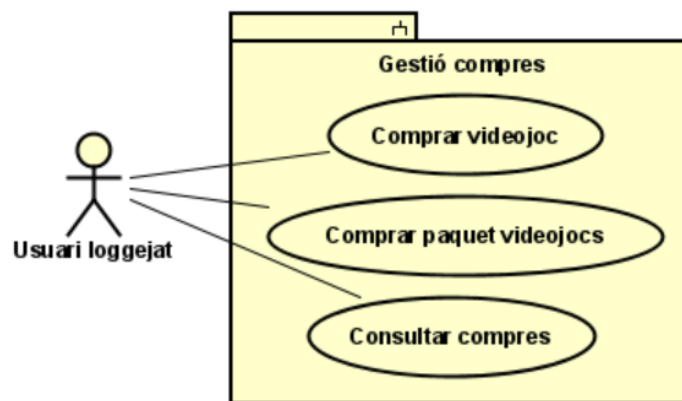 Gestió compres
Comprar videojoc
Usuari loggejat
Comprar paquet videojocs
Consultar compres